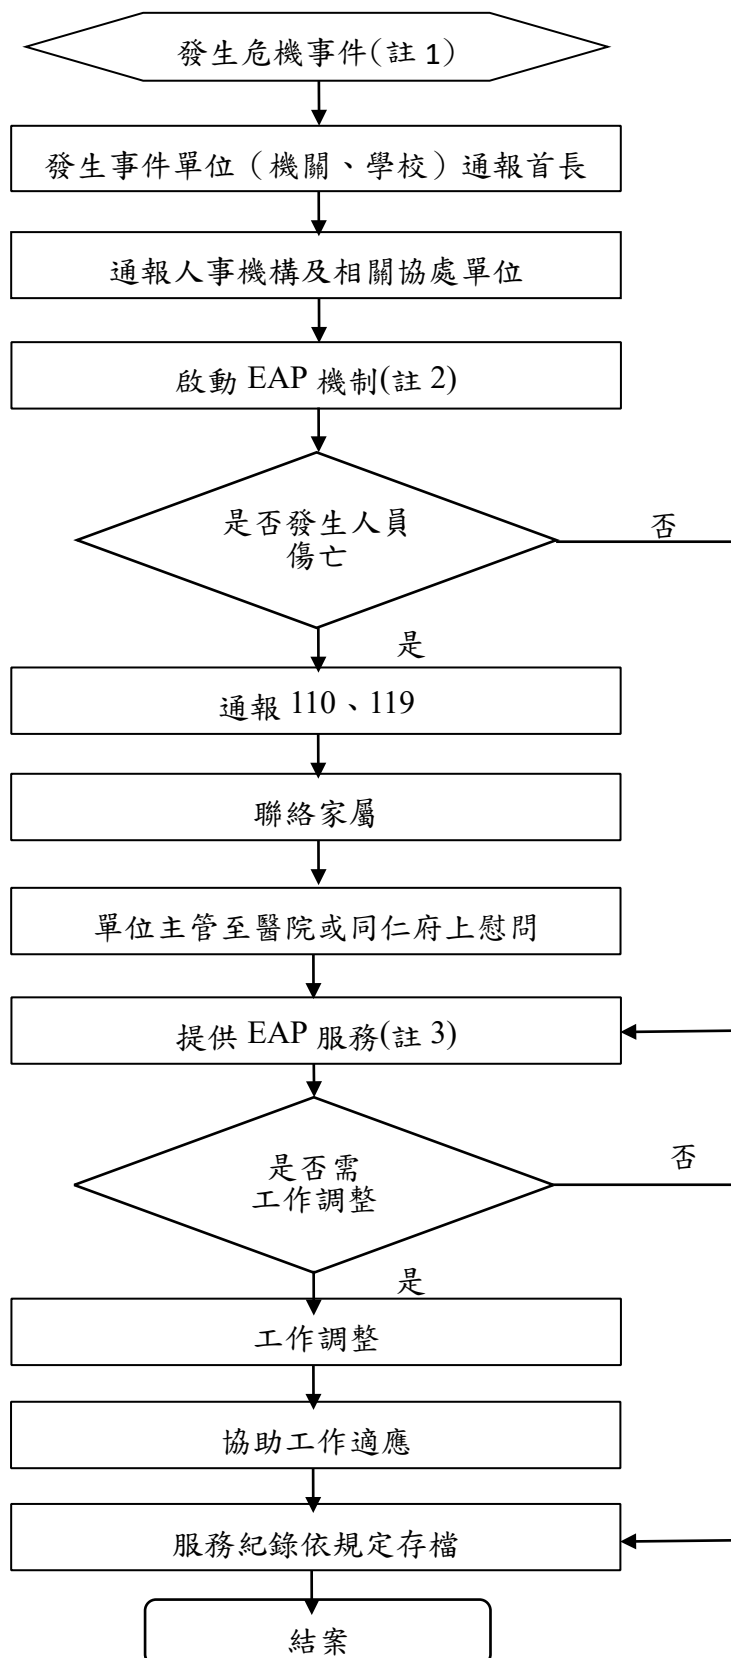 發生危機事件(註 1)
發生事件單位（機關、學校）通報首長
通報人事機構及相關協處單位
啟動 EAP 機制(註 2)
是否發生人員
傷亡
否
是
通報 110、119
聯絡家屬
單位主管至醫院或同仁府上慰問
提供 EAP 服務(註 3)
是否需
工作調整
否
是
工作調整
協助工作適應
服務紀錄依規定存檔
結案